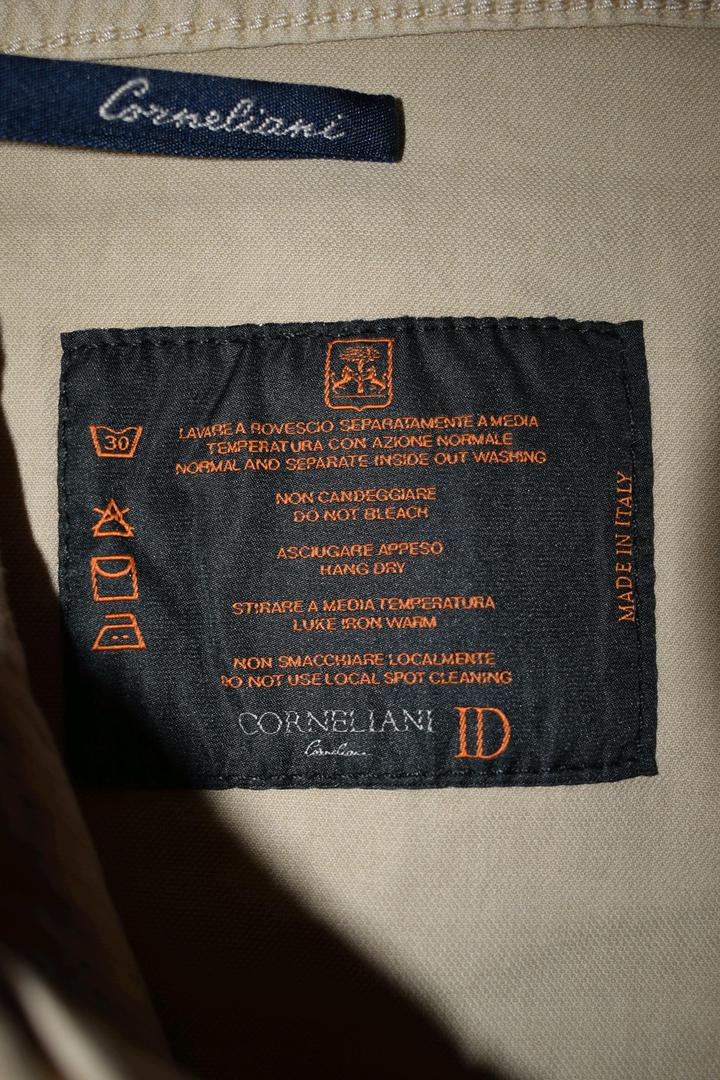 Corneliani
30
LAVARE A ROVESCIO SEPARATAMENTE A MEDIA
TEMPERATURA CON AZIONE NORMALE
NORMAL AND SEPARATE INSIDE OUT WASHING
NON CANDEGGIARE
DO NOT BLEACH
ASCIUGARE APPESO
HANG DRY
STIRARE A MEDIA TEMPERATURA
LUKE IRON WARM
NON SMACCHIARE LOCALMENTE
DO NOT USE LOCAL SPOT CLEANING
CORNELIANI ID
Corneliani
MADE IN ITALY